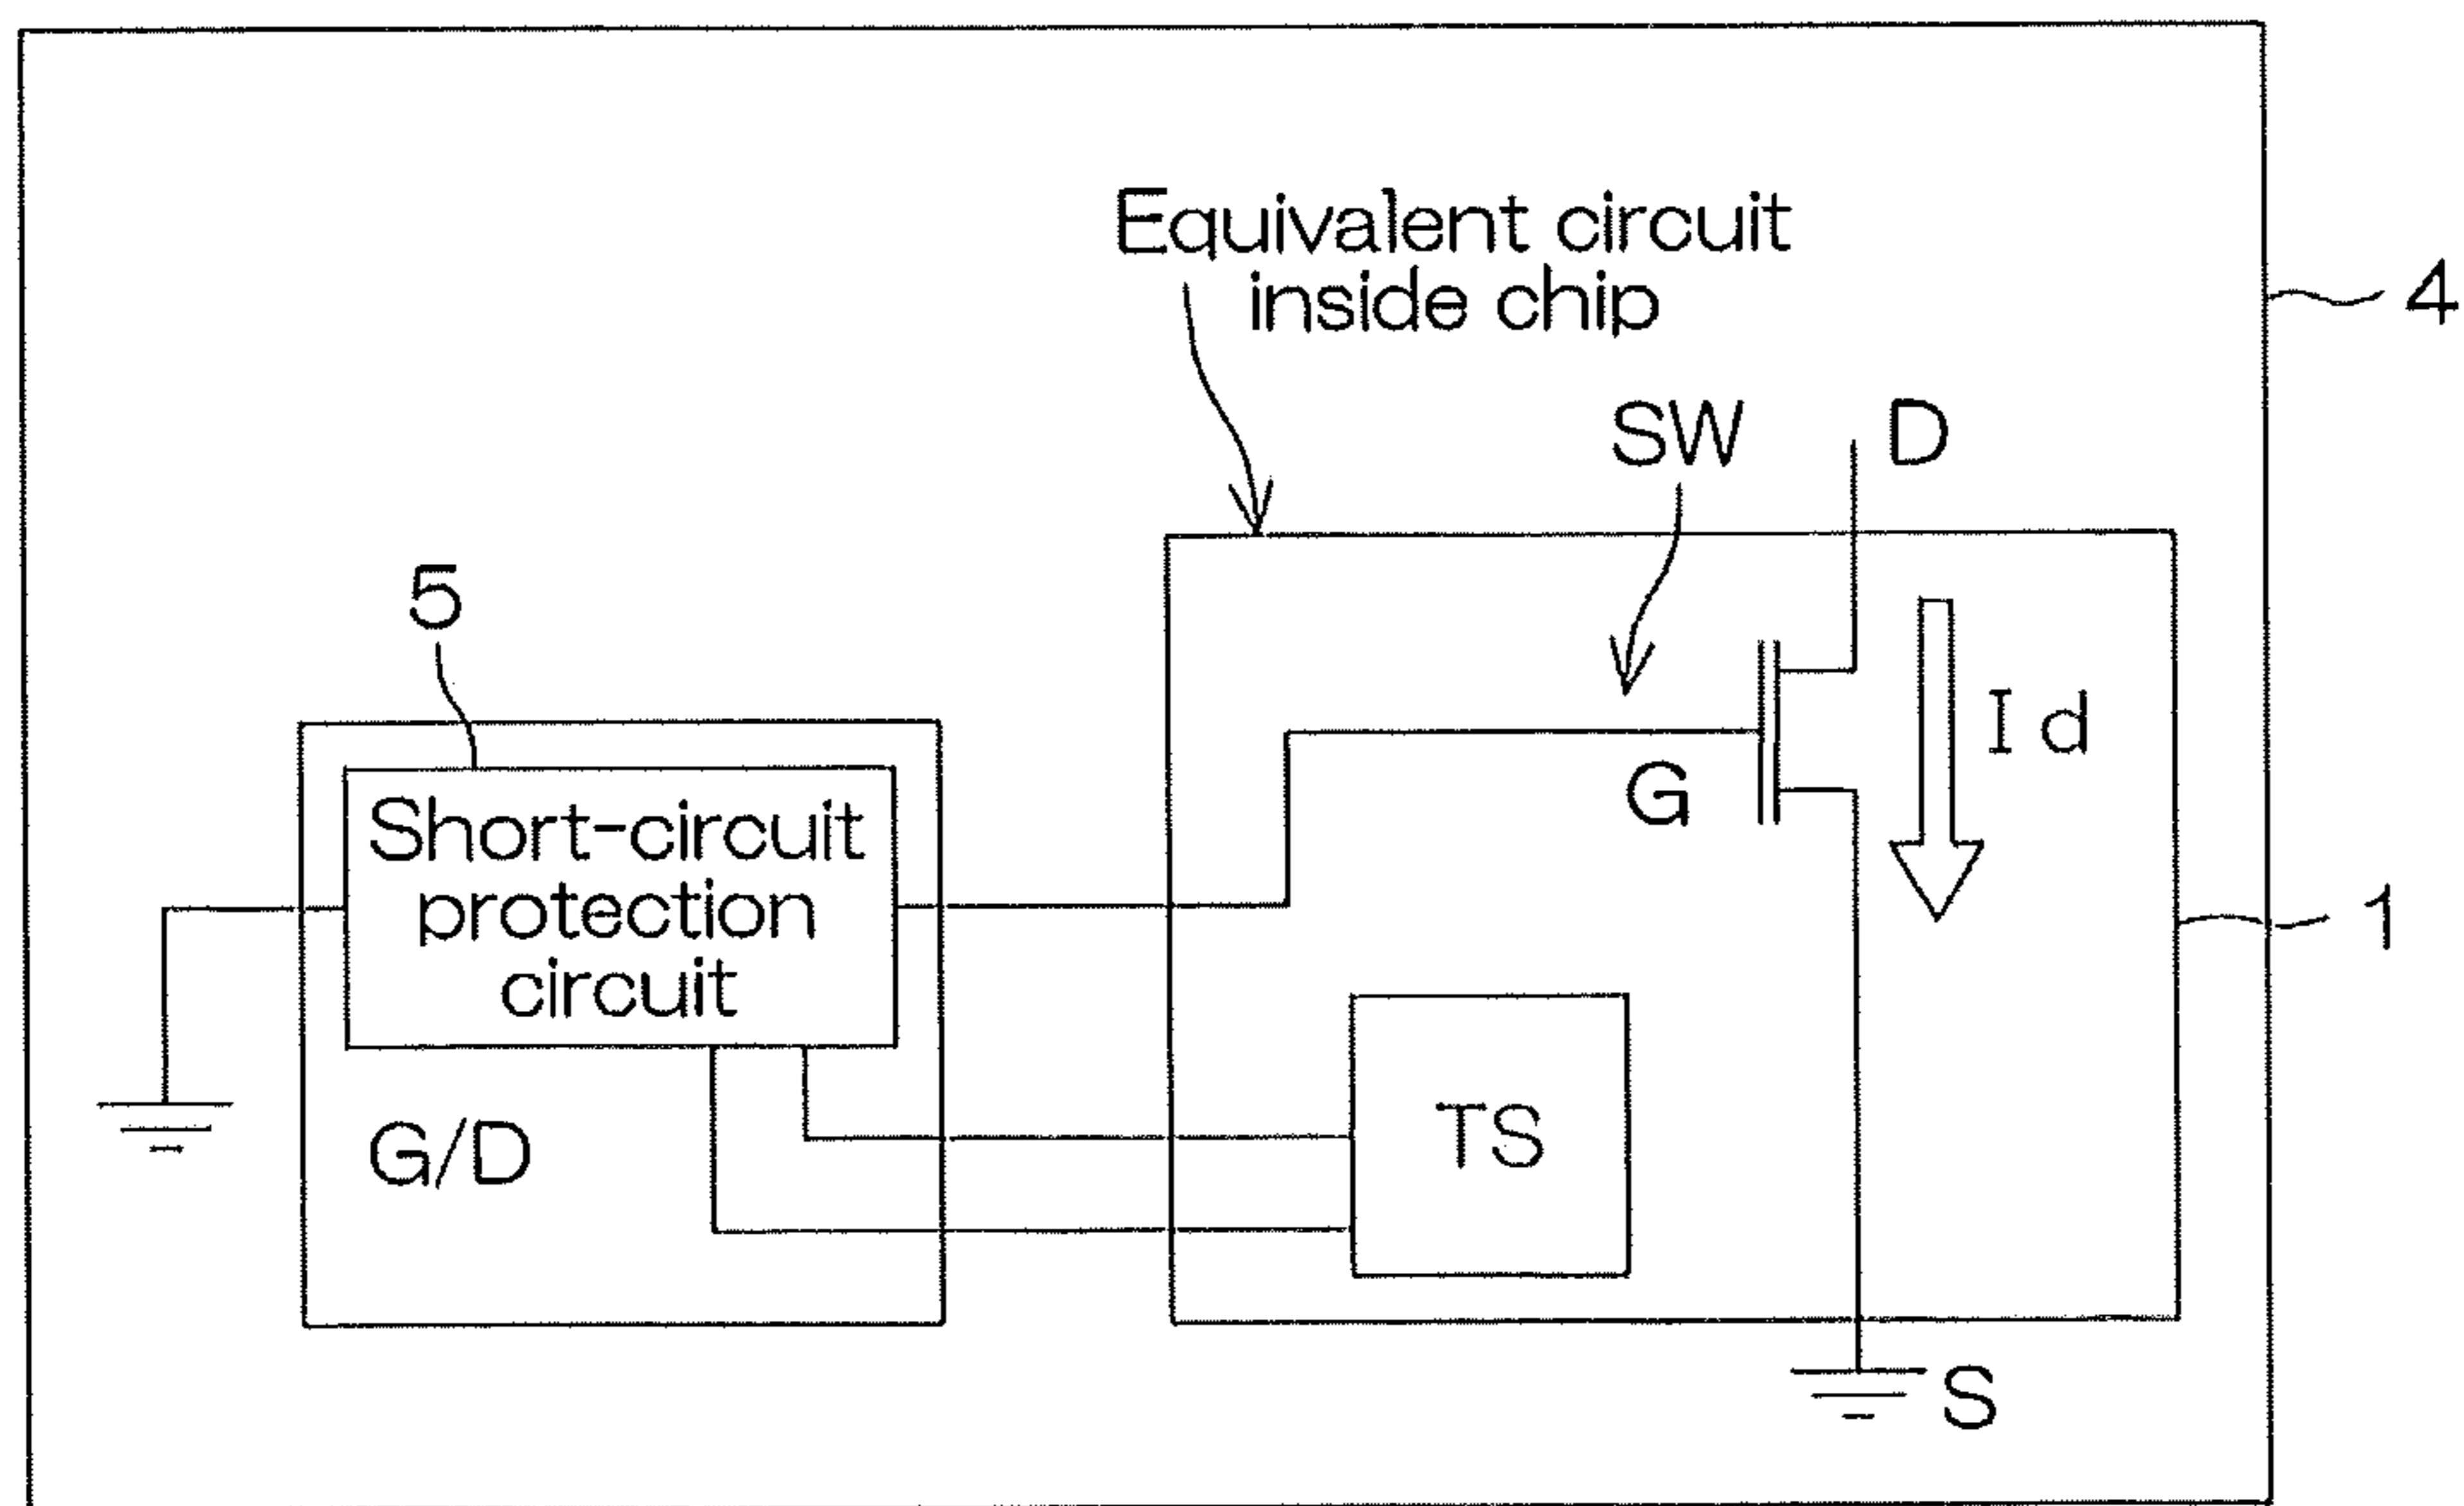 Equivalent circuit
inside chip
4
SW
D
5
Id
G
Short-circuit
protection
circuit
1
TS
G/D
S